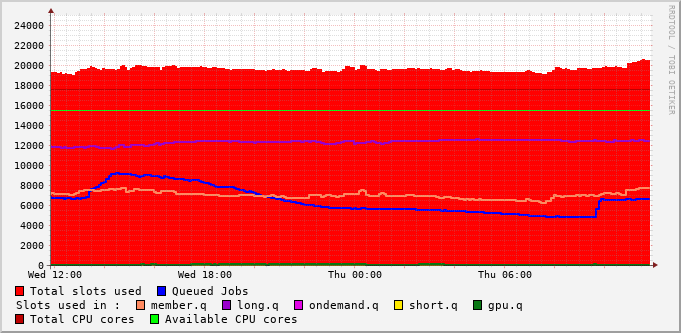 RRDTOOL / TOBI OETIKER
24000
22000
20000
18000
16000
14000
12000
10000
8000
6000
4000
2000
0
Wed 12:00 Wed 18:00 Thu 00:00 Thu 06:00
Total slots used Queued Jobs
Slots used in : member.q long.q ondemand.q short.q gpu.q
Total CPU cores Available CPU cores